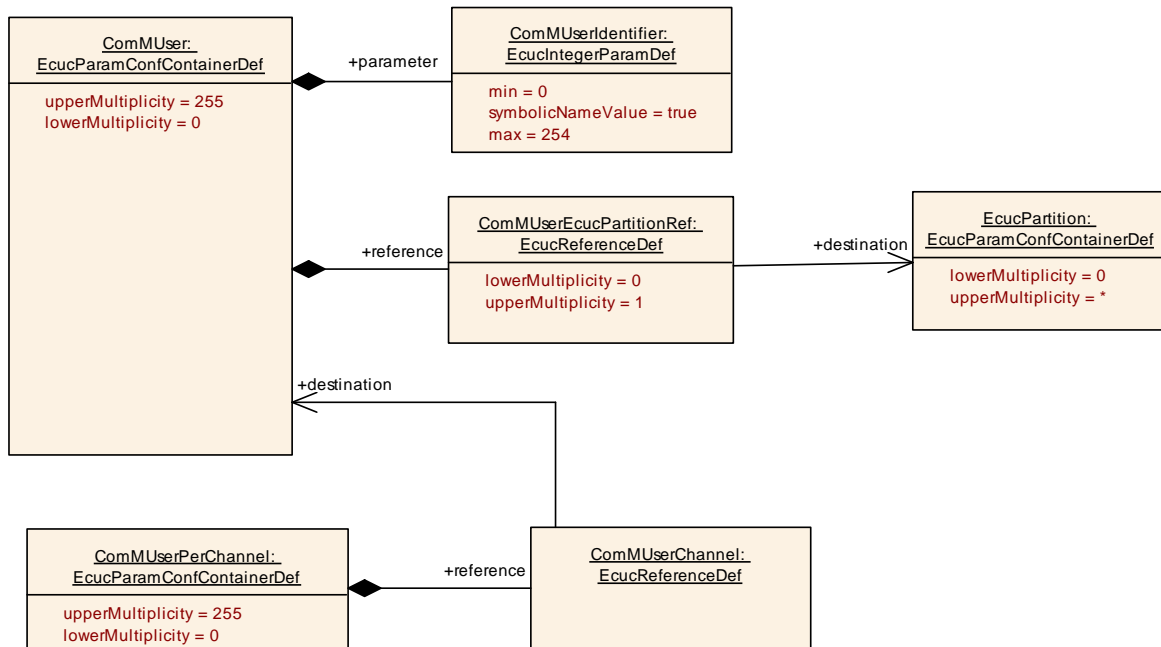 ComMUser:
EcucParamConfContainerDef
upperMultiplicity = 255
lowerMultiplicity = 0
+parameter
ComMUserIdentifier:
EcucIntegerParamDef
min = 0
symbolicNameValue = true
max = 254
+reference
ComMUserEcucPartitionRef:
EcucReferenceDef
lowerMultiplicity = 0
upperMultiplicity = 1
+destination
EcucPartition:
EcucParamConfContainerDef
lowerMultiplicity = 0
upperMultiplicity = *
+destination
ComMUserPerChannel:
EcucParamConfContainerDef
upperMultiplicity = 255
lowerMultiplicity = 0
+reference
ComMUserChannel:
EcucReferenceDef